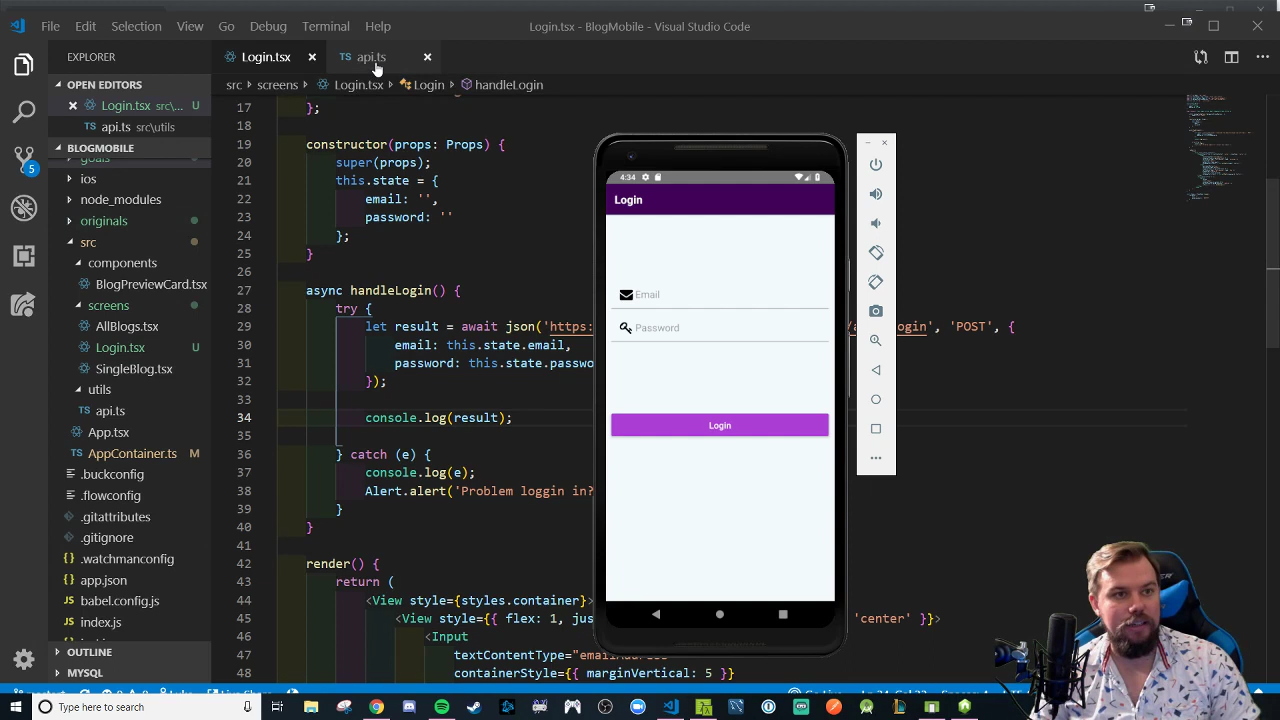 File Edit Selection View Go Debug Terminal Help
Login.tsx - BlogMobile - Visual Studio Code
EXPLORER
OPEN EDITORS
Login.tsx src\... U
api.ts src\utils
BLOGMOBILE
goals
ios
node_modules
originals
src
components
BlogPreviewCard.tsx
screens
AllBlogs.tsx
Login.tsx U
SingleBlog.tsx
utils
TS api.ts
App.tsx
AppContainer.ts M
.buckconfig
.flowconfig
.gitattributes
.gitignore
.watchmanconfig
{} app.json
babel.config.js
JS index.js
OUTLINE
MYSQL
5
Login.tsx
TS api.ts
src > screens > Login.tsx > Login > handleLogin
17 };
18
19 constructor(props: Props) {
20 super(props);
21 this.state = {
22 email: '',
23 password: ''
24 };
25 }
26
27 async handleLogin() {
28 try {
29 let result = await json('https: ogin', 'POST', {
30 email: this.state.email,
31 password: this.state.passwo
32 });
33
34 console.log(result);
35
36 } catch (e) {
37 console.log(e);
38 Alert.alert('Problem loggin in?
39 }
40 }
41
42 render() {
43 return (
44 <View style={styles.container}>
45 <View style={{ flex: 1, jus 'center' }}>
46 <Input
47 textContentType="emailAddress"
48 containerStyle={{ marginVertical: 5 }}
4:34
Login
Email
Password
Login
Type here to search